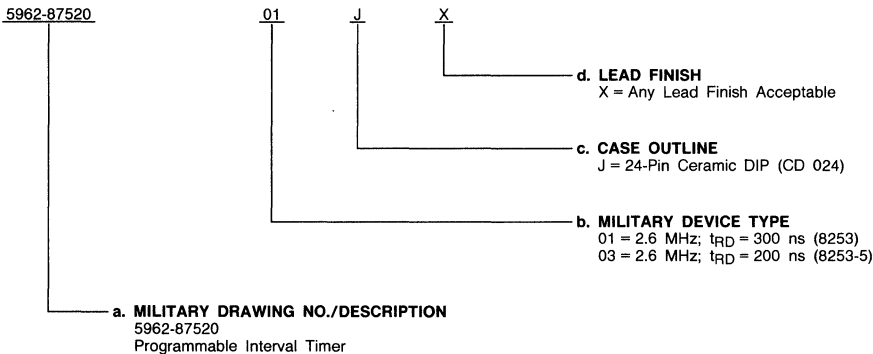 5962-87520 01 J X
d. LEAD FINISH
X = Any Lead Finish Acceptable
c. CASE OUTLINE
J = 24-Pin Ceramic DIP (CD 024)
b. MILITARY DEVICE TYPE
01 = 2.6 MHz; tRD = 300 ns (8253)
03 = 2.6 MHz; tRD = 200 ns (8253-5)
a. MILITARY DRAWING NO./DESCRIPTION
5962-87520
Programmable Interval Timer